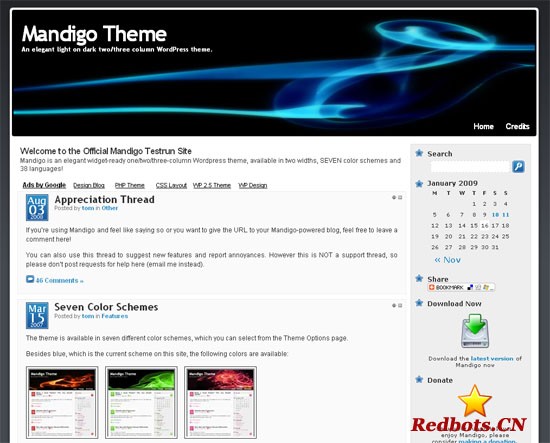 Mandigo Theme
An elegant light on dark two/three column WordPress theme.
Home Credits
Welcome to the Official Mandigo Testrun Site
Mandigo is an elegant widget-ready one/two/three-column Wordpress theme, available in two widths, SEVEN color schemes and
38 languages!
Ads by Google Design Blog PHP Theme CSS Layout WP 2.5 Theme WP Design
Aug
03
2008
Appreciation Thread
Posted by tom in Other
If you're using Mandigo and feel like saying so or you want to give the URL to your Mandigo-powered blog, feel free to leave a
comment here!
You can also use this thread to suggest new features and report annoyances. However this is NOT a support thread, so
please don't post requests for help here (email me instead).
46 Comments »
Mar
15
2007
Seven Color Schemes
Posted by tom in Features
The theme is available in seven different color schemes, which you can select from the Theme Options page.
Besides blue, which is the current scheme on this site, the following colors are available:
Mandigo Theme
Mandigo Theme
Mandigo Theme
Search
January 2009
M T W T F S S
1 2 3 4
5 6 7 8 9 10 11
12 13 14 15 16 17 18
19 20 21 22 23 24 25
26 27 28 29 30 31
« Nov
Share
BOOKMARK
Download Now
Download the latest version of
Mandigo now
Donate
Redbots.CN
enjoy Mandigo, please